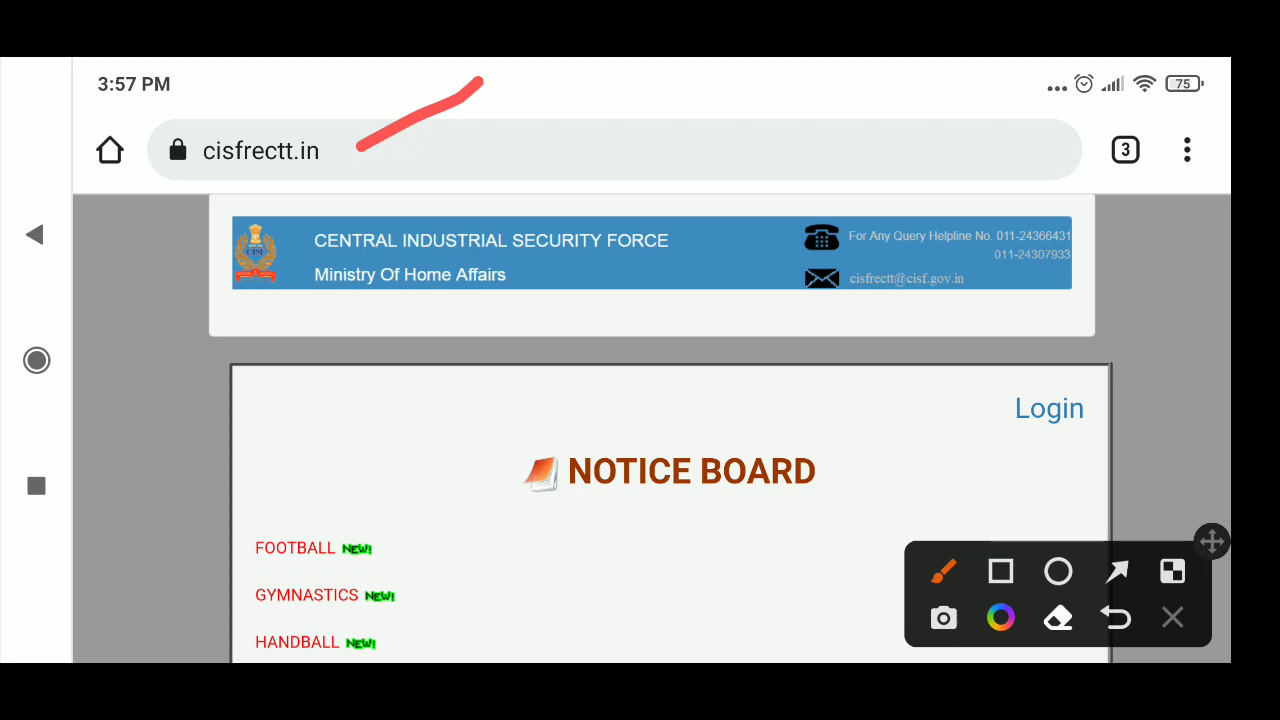 3:57 PM
75
cisfrectt.in
3
CENTRAL INDUSTRIAL SECURITY FORCE
Ministry Of Home Affairs
For Any Query Helpline No. 011-24366431
011-24307933
cisfrectt@cisf.gov.in
CISF
Login
NOTICE BOARD
FOOTBALL NEW!
GYMNASTICS NEW!
HANDBALL NEW!